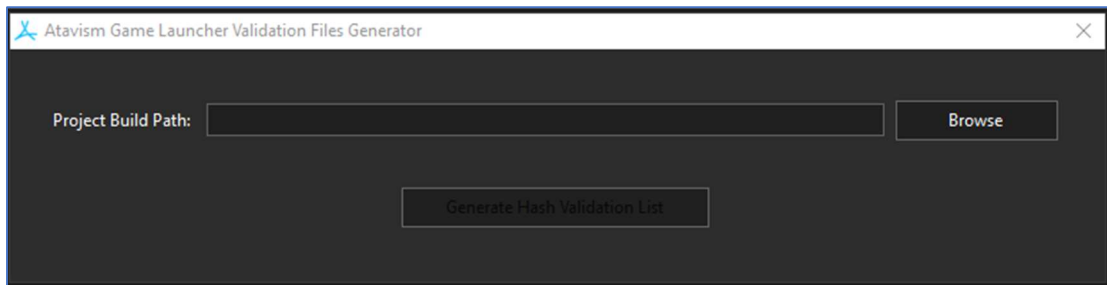 Atavism Game Launcher Validation Files Generator
Project Build Path:
Browse
Generate Hash Validation List